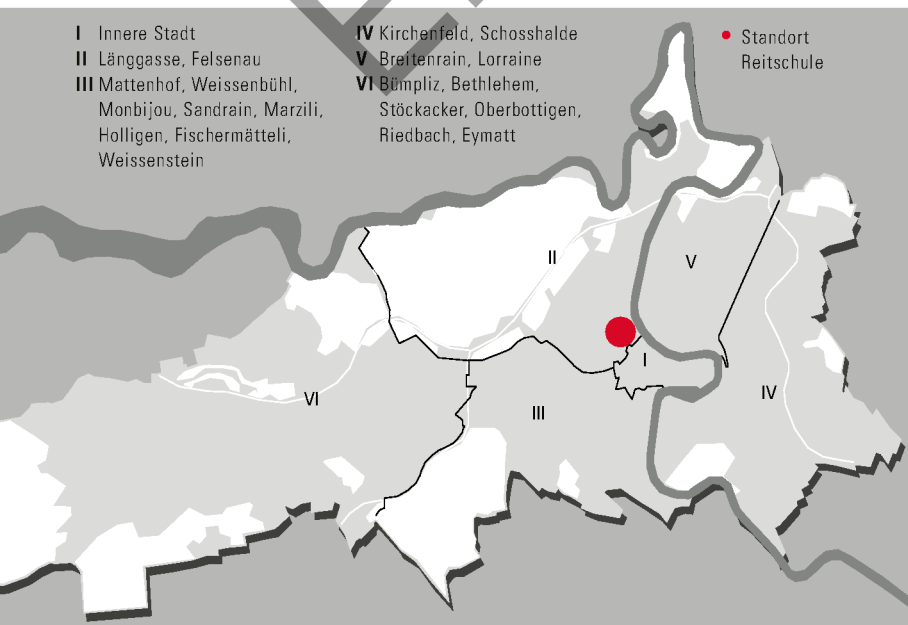 I Innere Stadt
II Länggasse, Felsenau
III Mattenhof, Weissenbühl,
Monbijou, Sandrain, Marzili,
Holligen, Fischermätteli,
Weissenstein
IV Kirchenfeld, Schosshalde
V Breitenrain, Lorraine
VI Bümpliz, Bethlehem,
Stöckacker, Oberbottigen,
Riedbach, Eymatt
Standort
Reitschule
II
V
I
VI
III
IV